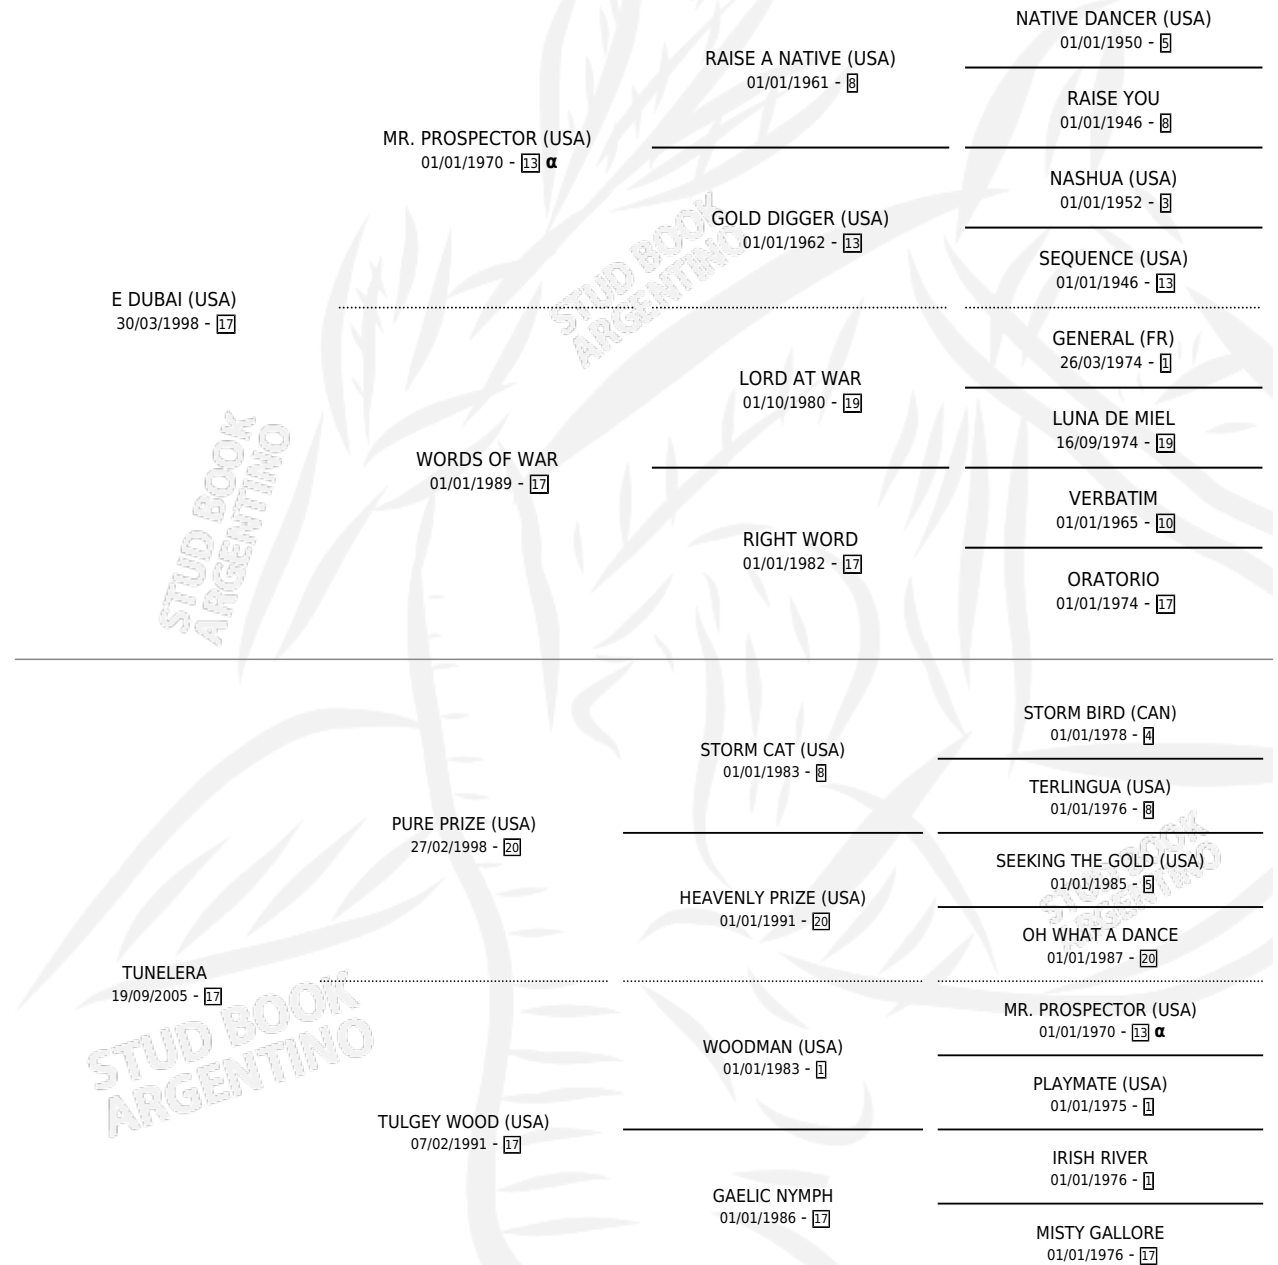 NATIVE DANCER (USA)
01/01/1950 - 5
RAISE A NATIVE (USA)
01/01/1961 - 8
RAISE YOU
01/01/1946 - 8
MR. PROSPECTOR (USA)
01/01/1970 - 13 α
NASHUA (USA)
01/01/1952 - 3
GOLD DIGGER (USA)
01/01/1962 - 13
SEQUENCE (USA)
01/01/1946 - 13
E DUBAI (USA)
30/03/1998 - 17
GENERAL (FR)
26/03/1974 - 1
LORD AT WAR
01/10/1980 - 19
LUNA DE MIEL
16/09/1974 - 19
WORDS OF WAR
01/01/1989 - 17
VERBATIM
01/01/1965 - 10
RIGHT WORD
01/01/1982 - 17
ORATORIO
01/01/1974 - 17
STORM BIRD (CAN)
01/01/1978 - 4
STORM CAT (USA)
01/01/1983 - 8
TERLINGUA (USA)
01/01/1976 - 8
PURE PRIZE (USA)
27/02/1998 - 20
SEEKING THE GOLD (USA)
01/01/1985 - 5
HEAVENLY PRIZE (USA)
01/01/1991 - 20
OH WHAT A DANCE
01/01/1987 - 20
TUNELERA
19/09/2005 - 17
MR. PROSPECTOR (USA)
01/01/1970 - 13 α
WOODMAN (USA)
01/01/1983 - 1
PLAYMATE (USA)
01/01/1975 - 1
TULGEY WOOD (USA)
07/02/1991 - 17
IRISH RIVER
01/01/1976 - 1
GAELIC NYMPH
01/01/1986 - 17
MISTY GALLORE
01/01/1976 - 17
STUD BOOK
ARGENTINO
STUD BOOK
ARGENTINO
STUD BOOK
ARGENTINO
STUD BOOK
ARGENTINO